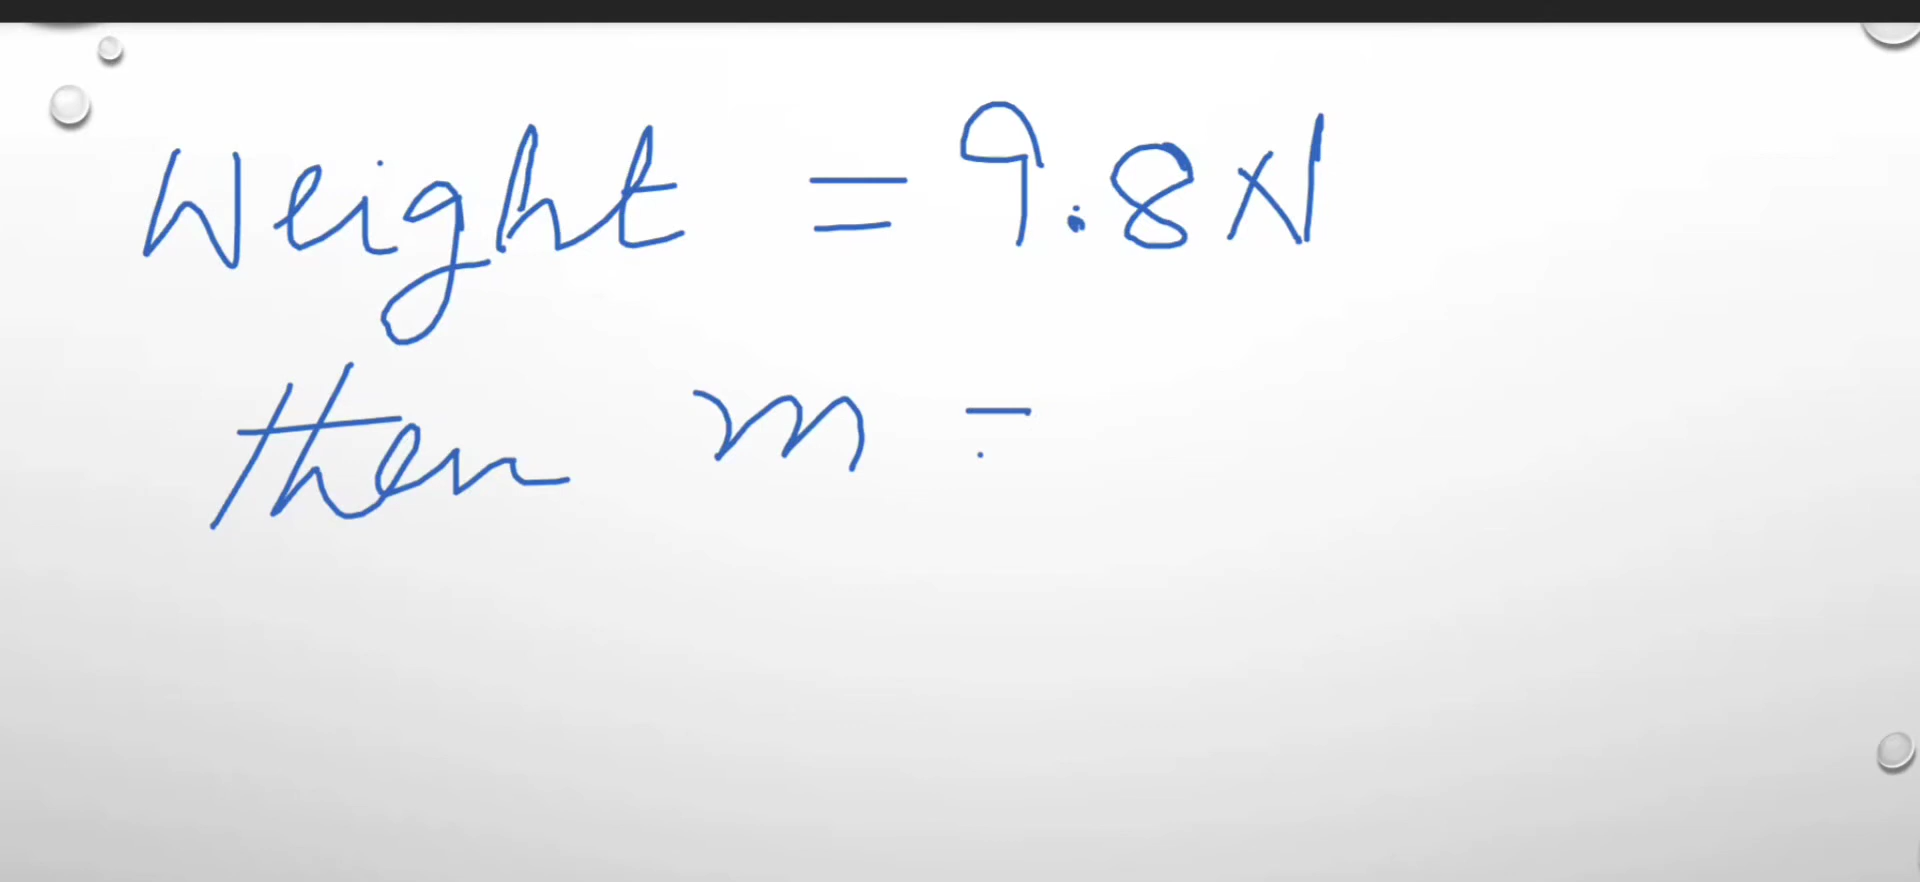 Weight = 9.8N
then m =